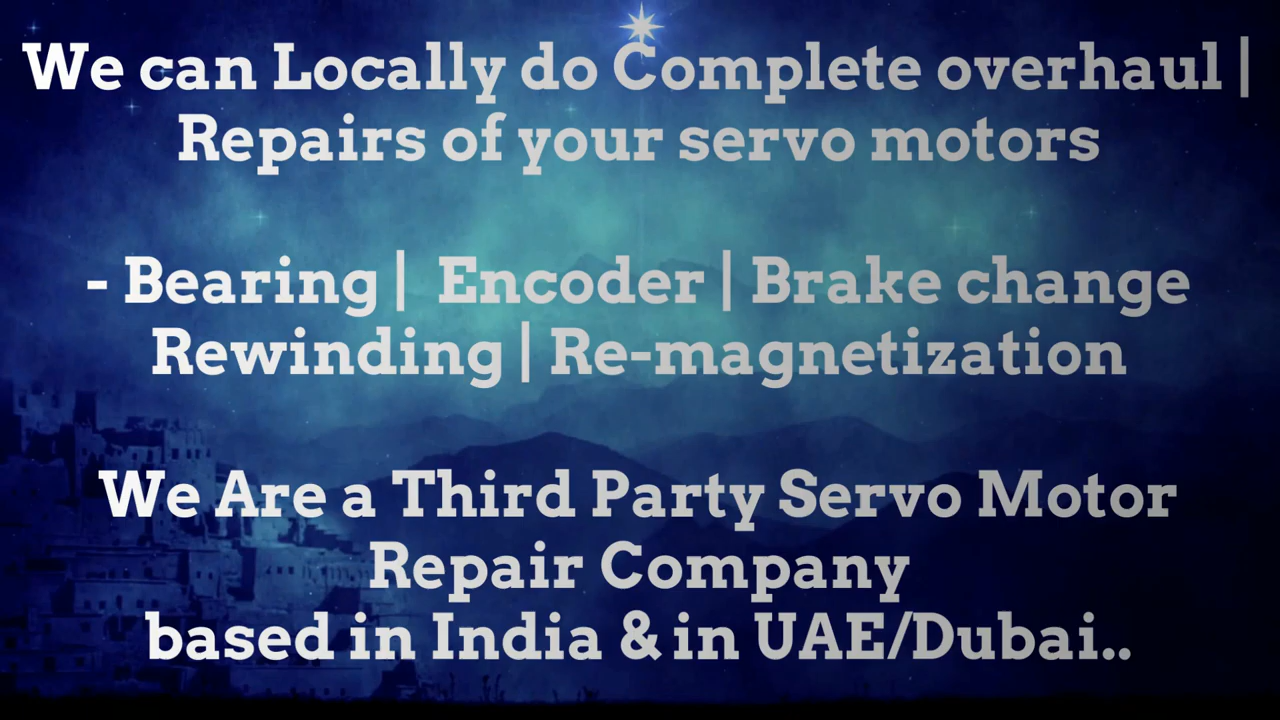 We can Locally do Complete overhaul |
Repairs of your servo motors
- Bearing | Encoder | Brake change
Rewinding | Re-magnetization
We Are a Third Party Servo Motor
Repair Company
based in India & in UAE/Dubai..